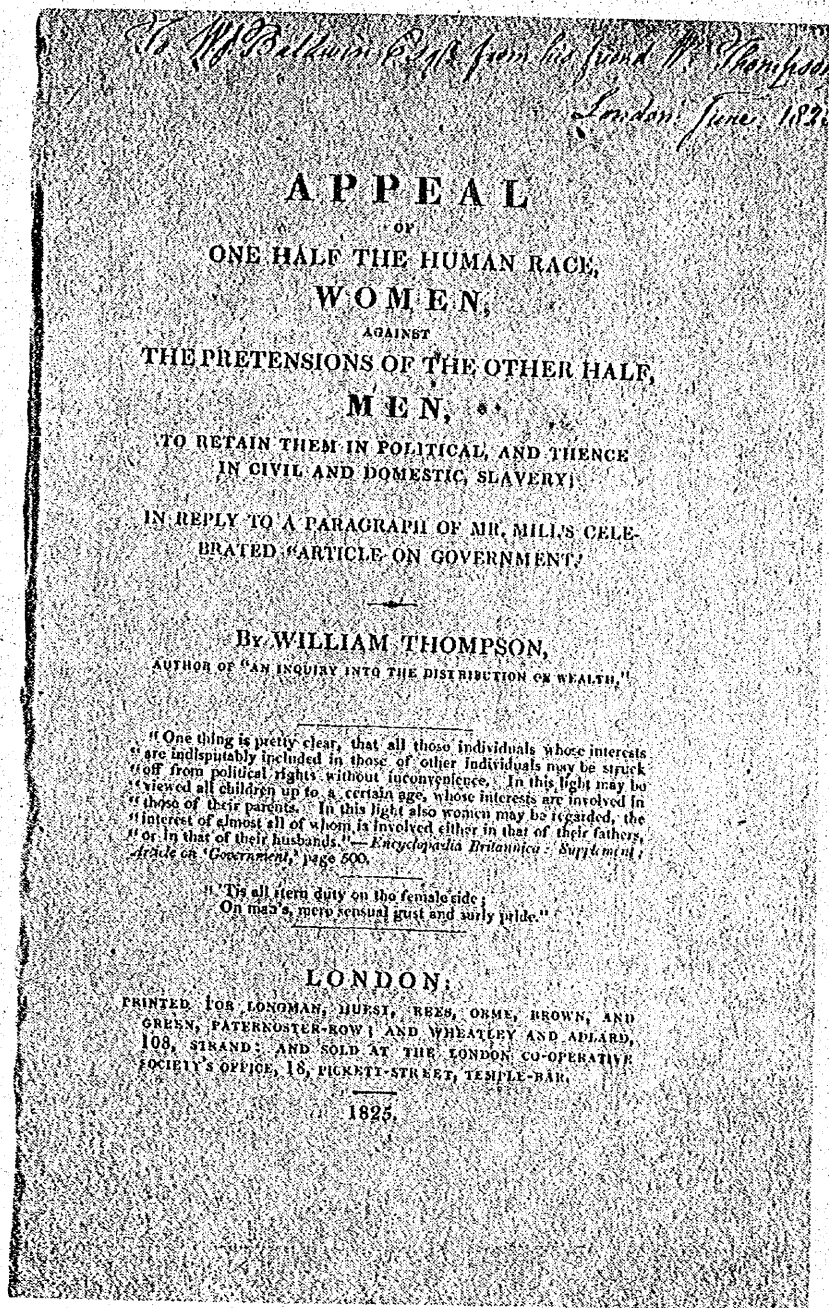 To W J Baldwin Esqr from his friend Wm Thompson
London: June, 182
APPEAL
OF
ONE HALF THE HUMAN RACE,
WOMEN,
AGAINST
THE PRETENSIONS OF THE OTHER HALF,
MEN,
TO RETAIN THEM IN POLITICAL, AND THENCE
IN CIVIL AND DOMESTIC, SLAVERY;
IN REPLY TO A PARAGRAPH OF MR. MILL'S CELE-
BRATED "ARTICLE ON GOVERNMENT."
BY WILLIAM THOMPSON,
AUTHOR OF "AN INQUIRY INTO THE DISTRIBUTION OF WEALTH."
"One thing is pretty clear, that all those individuals whose interests
"are indisputably included in those of other individuals may be struck
"off from political rights without inconvenience. In this light may be
"viewed all children up to a certain age, whose interests are involved in
"those of their parents. In this light also women may be regarded, the
"interest of almost all of whom is involved either in that of their fathers,
"or in that of their husbands."—Encyclopædia Britannica: Supplement;
Article on 'Government,' page 500.
"'Tis all stern duty on the female side;
On man's, mere sensual gust and surly pride."
LONDON:
PRINTED FOR LONGMAN, HURST, REES, ORME, BROWN, AND
GREEN, PATERNOSTER-ROW; AND WHEATLEY AND ADLARD,
108, STRAND: AND SOLD AT THE LONDON CO-OPERATIVE
SOCIETY'S OFFICE, 18, PICKETT-STREET, TEMPLE-BAR.
1825.